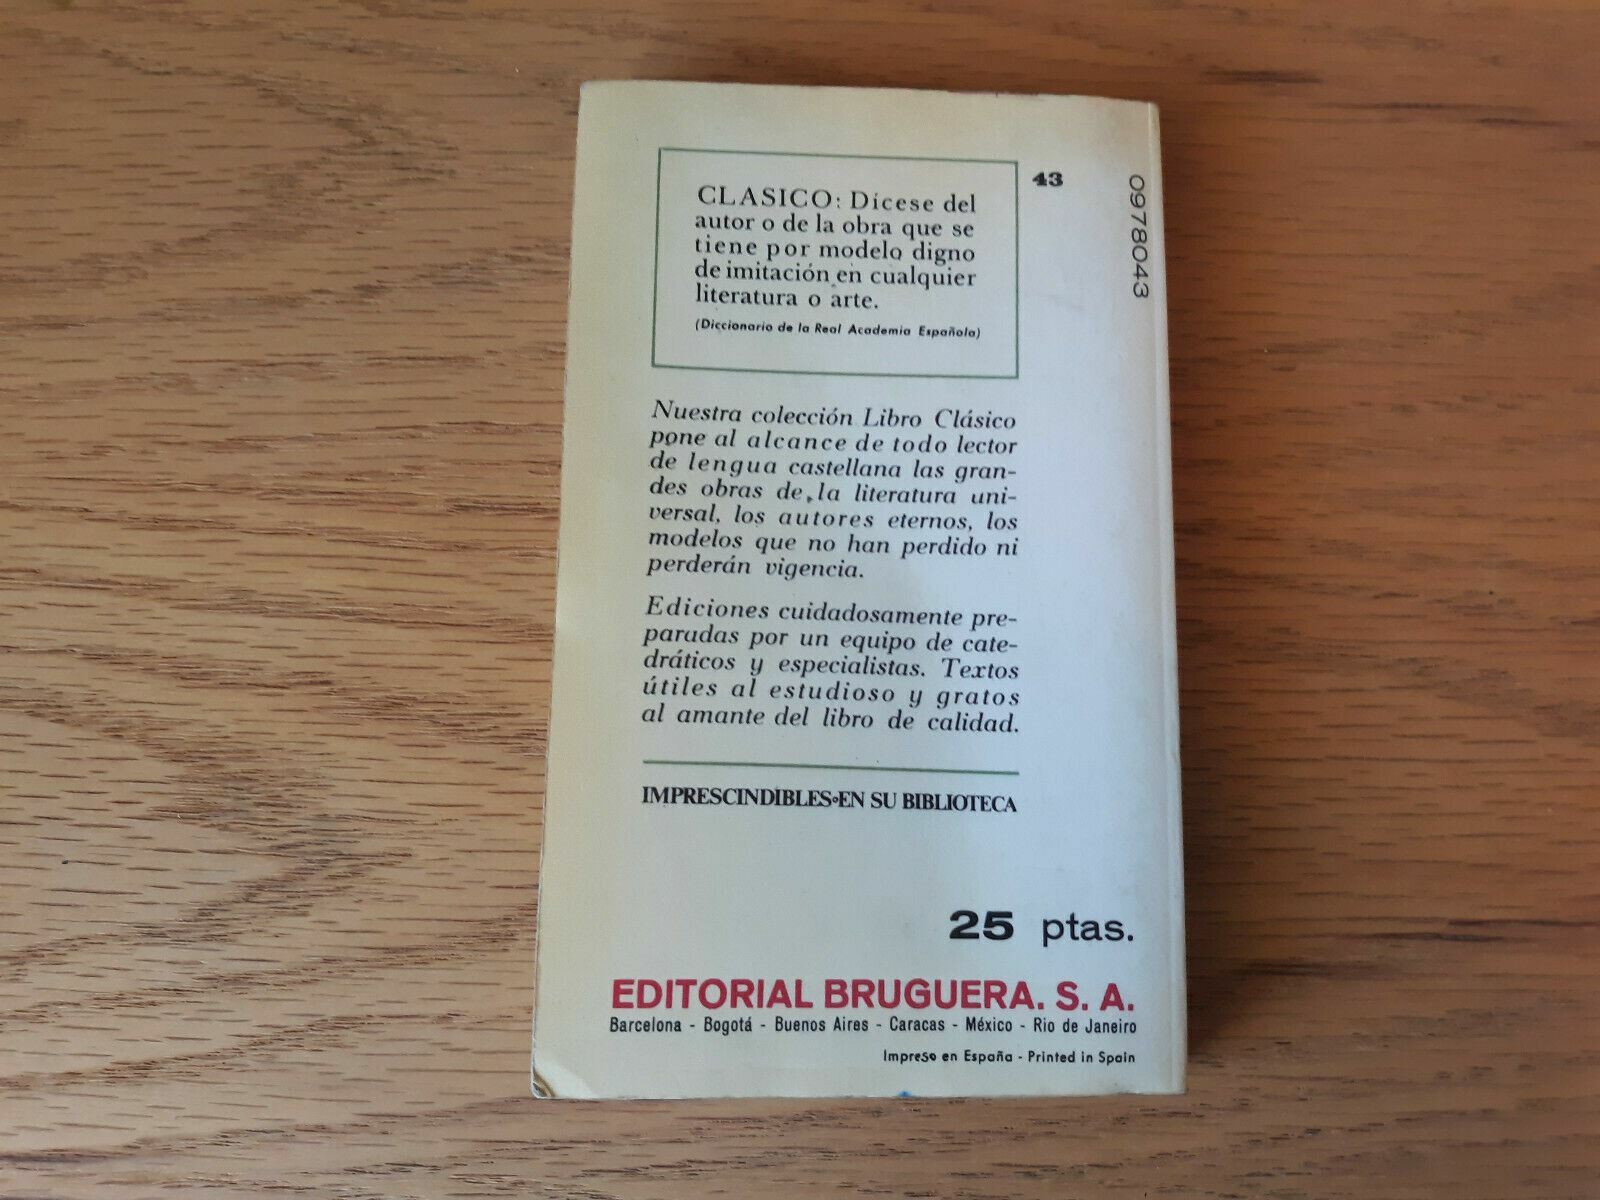 CLASICO: Dícese del
autor o de la obra que se
tiene por modelo digno
de imitación en cualquier
literatura o arte.
(Diccionario de la Real Academia Española)
43
0978043
Nuestra colección Libro Clásico
pone al alcance de todo lector
de lengua castellana las gran-
des obras de la literatura uni-
versal, los autores eternos, los
modelos que no han perdido ni
perderán vigencia.
Ediciones cuidadosamente pre-
paradas por un equipo de cate-
dráticos y especialistas. Textos
útiles al estudioso y gratos
al amante del libro de calidad.
IMPRESCINDIBLES EN SU BIBLIOTECA
25 ptas.
EDITORIAL BRUGUERA. S. A.
Barcelona - Bogotá - Buenos Aires - Caracas - México - Rio de Janeiro
Impreso en España - Printed in Spain